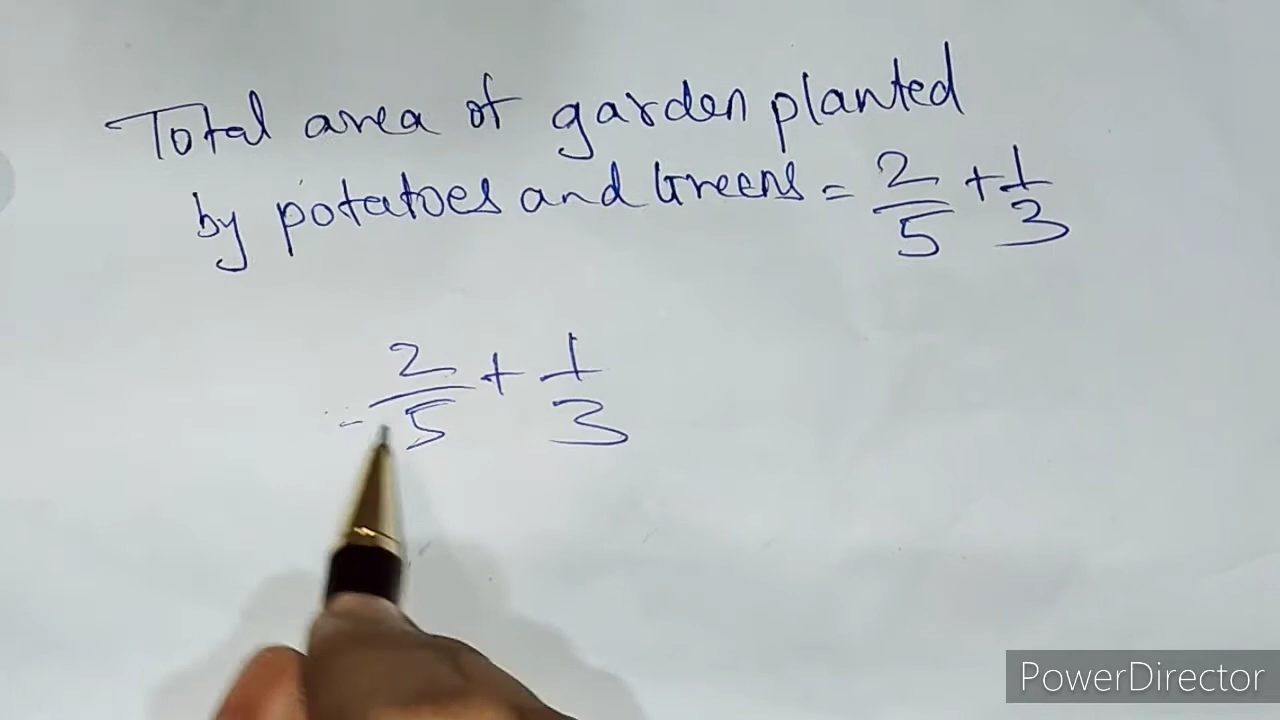 Total area of garden planted
by potatoes and Greens = 2/5 + 1/3
2/5 + 1/3
PowerDirector